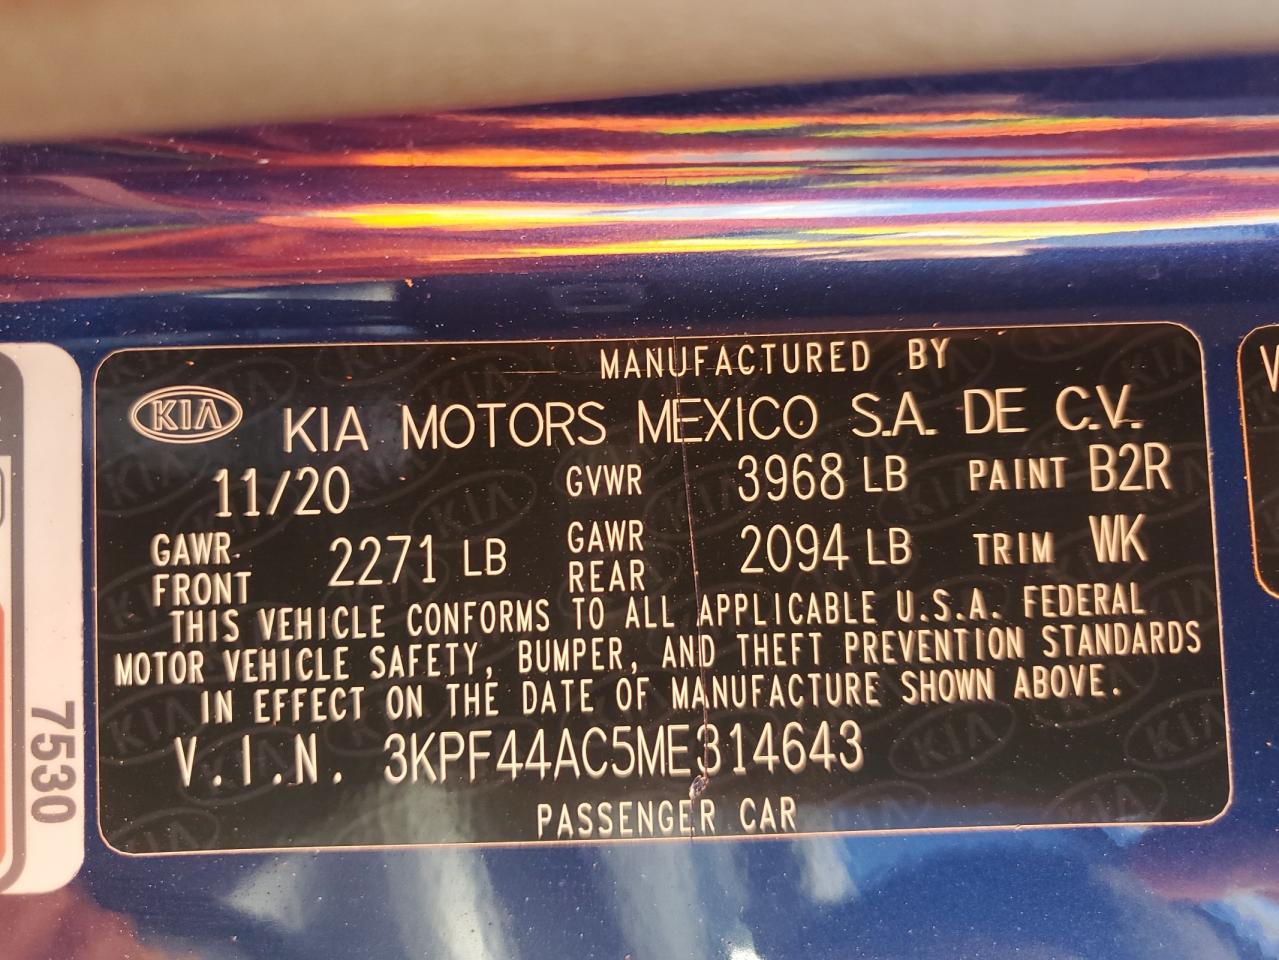 MANUFACTURED BY
KIA KIA MOTORS MEXICO S.A. DE C.V.
11/20 GVWR 3968 LB PAINT B2R
GAWR FRONT 2271 LB GAWR REAR 2094 LB TRIM WK
THIS VEHICLE CONFORMS TO ALL APPLICABLE U.S.A. FEDERAL
MOTOR VEHICLE SAFETY, BUMPER, AND THEFT PREVENTION STANDARDS
IN EFFECT ON THE DATE OF MANUFACTURE SHOWN ABOVE.
V.I.N. 3KPF44AC5ME314643
PASSENGER CAR
7530